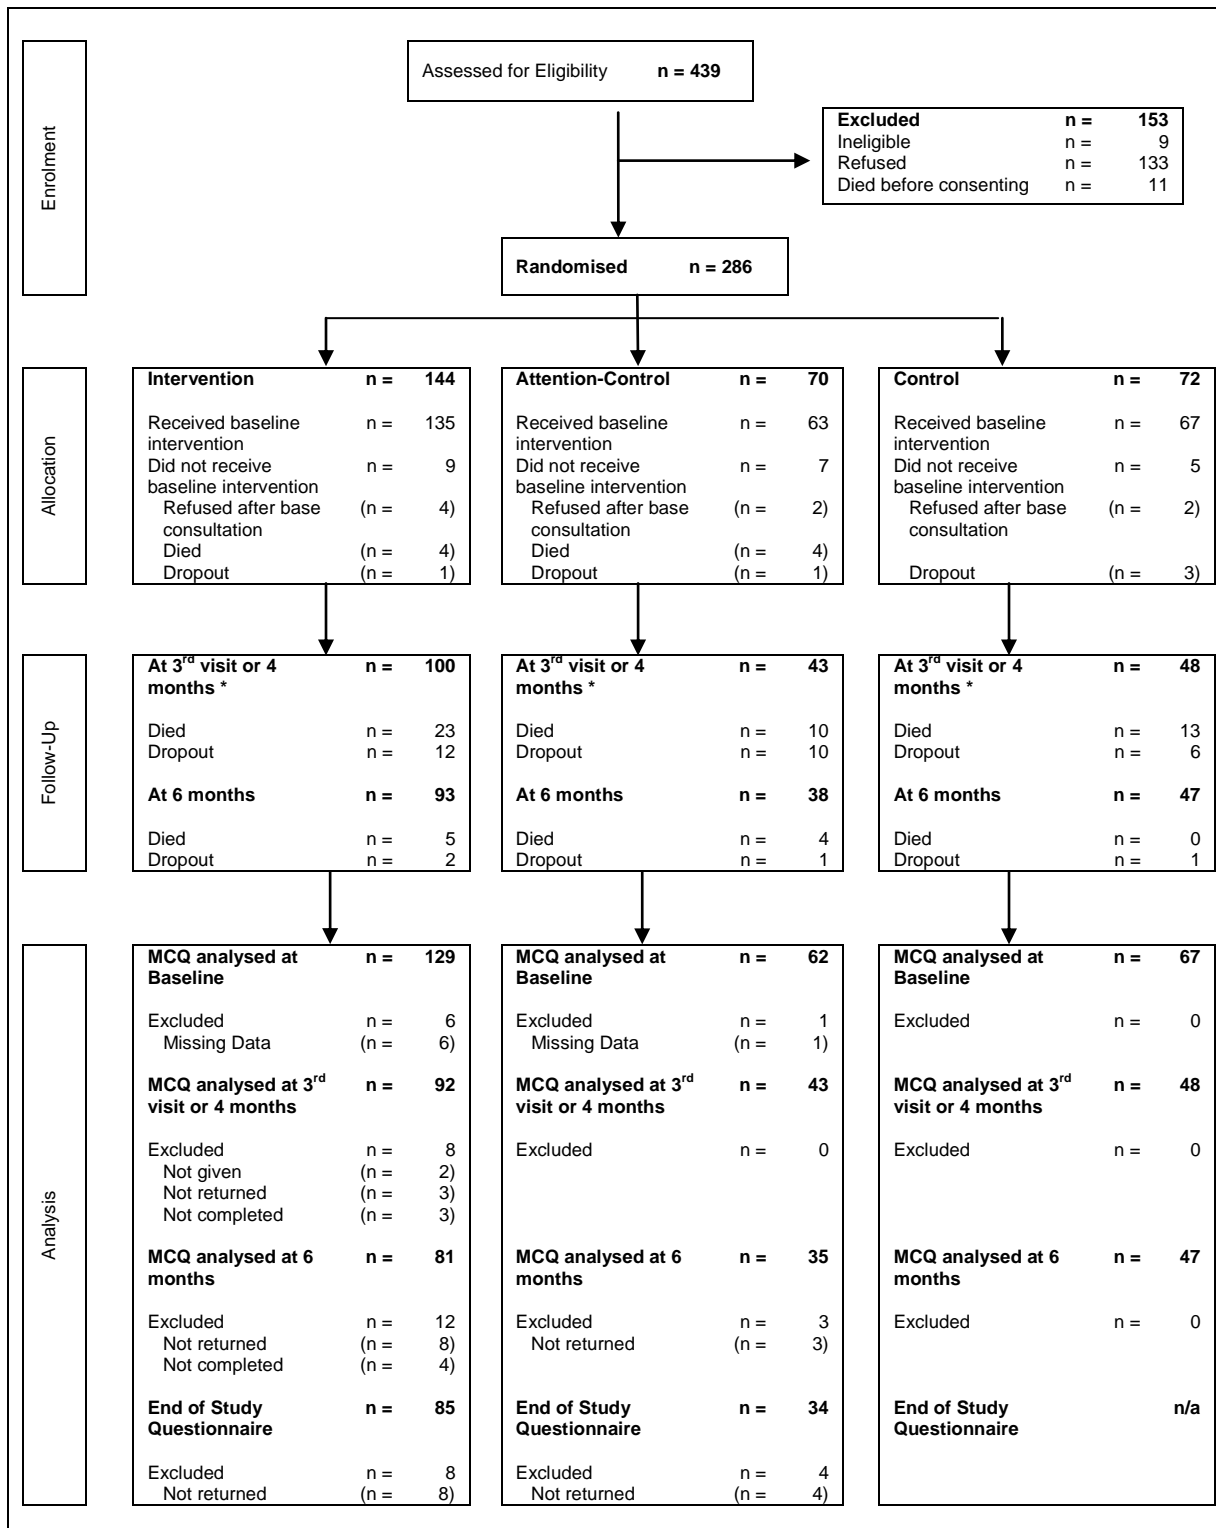 Enrolment
Assessed for Eligibility n = 439
Excluded n = 153
Ineligible n = 9
Refused n = 133
Died before consenting n = 11
Randomised n = 286
Allocation
Intervention n = 144
Received baseline n = 135
intervention
Did not receive n = 9
baseline intervention
Refused after base (n = 4)
consultation
Died (n = 4)
Dropout (n = 1)
Attention-Control n = 70
Received baseline n = 63
intervention
Did not receive n = 7
baseline intervention
Refused after base (n = 2)
consultation
Died (n = 4)
Dropout (n = 1)
Control n = 72
Received baseline n = 67
intervention
Did not receive n = 5
baseline intervention
Refused after base (n = 2)
consultation
Dropout (n = 3)
Follow-Up
At 3rd visit or 4 n = 100
months *
Died n = 23
Dropout n = 12
At 6 months n = 93
Died n = 5
Dropout n = 2
At 3rd visit or 4 n = 43
months *
Died n = 10
Dropout n = 10
At 6 months n = 38
Died n = 4
Dropout n = 1
At 3rd visit or 4 n = 48
months *
Died n = 13
Dropout n = 6
At 6 months n = 47
Died n = 0
Dropout n = 1
Analysis
MCQ analysed at n = 129
Baseline
Excluded n = 6
Missing Data (n = 6)
MCQ analysed at 3rd n = 92
visit or 4 months
Excluded n = 8
Not given (n = 2)
Not returned (n = 3)
Not completed (n = 3)
MCQ analysed at 6 n = 81
months
Excluded n = 12
Not returned (n = 8)
Not completed (n = 4)
End of Study n = 85
Questionnaire
Excluded n = 8
Not returned (n = 8)
MCQ analysed at n = 62
Baseline
Excluded n = 1
Missing Data (n = 1)
MCQ analysed at 3rd n = 43
visit or 4 months
Excluded n = 0
MCQ analysed at 6 n = 35
months
Excluded n = 3
Not returned (n = 3)
End of Study n = 34
Questionnaire
Excluded n = 4
Not returned (n = 4)
MCQ analysed at n = 67
Baseline
Excluded n = 0
MCQ analysed at 3rd n = 48
visit or 4 months
Excluded n = 0
MCQ analysed at 6 n = 47
months
Excluded n = 0
End of Study n/a
Questionnaire